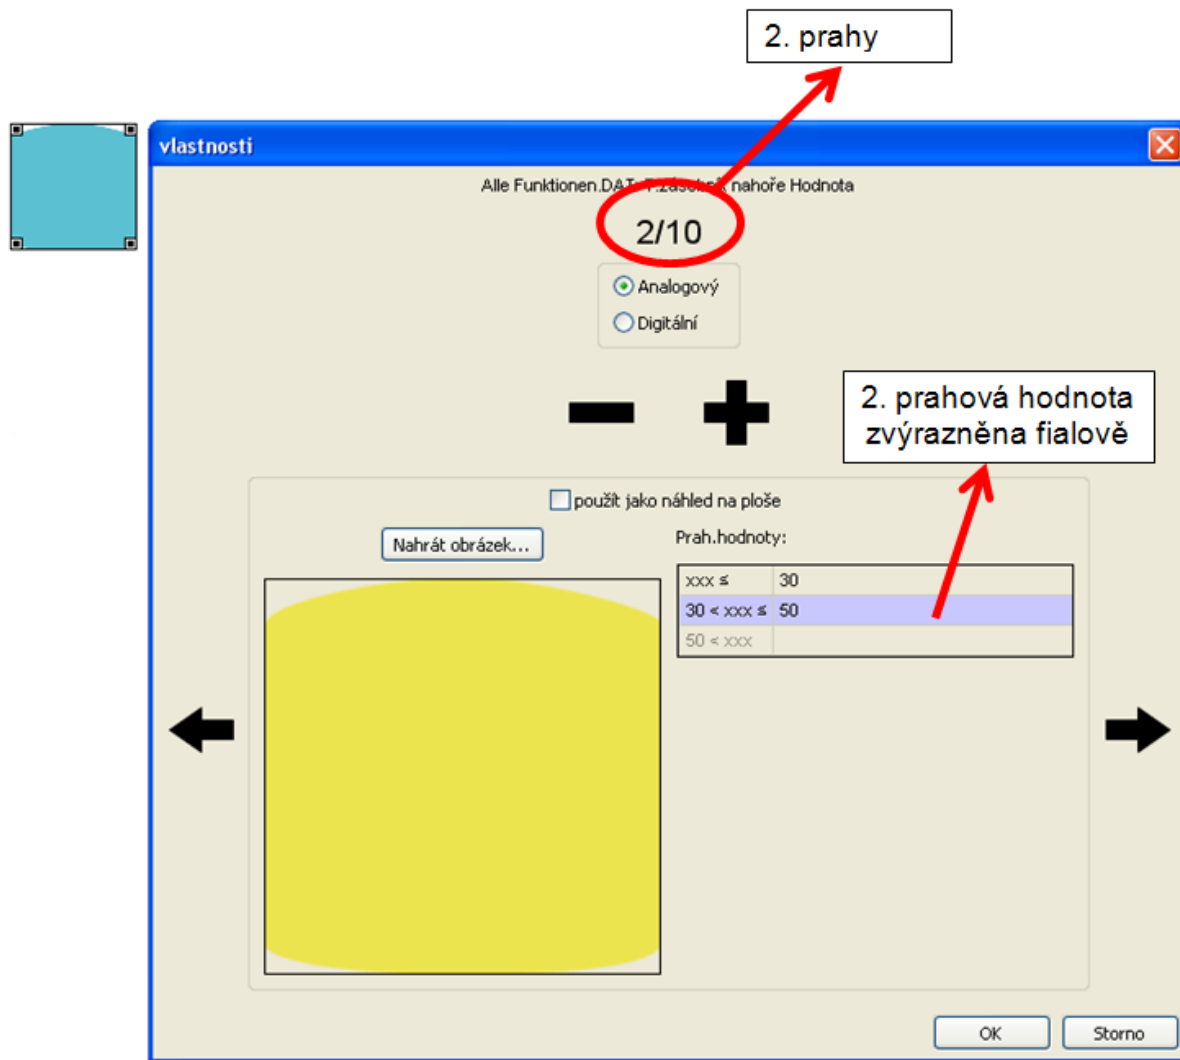 2. prahy
vlastnosti
Alle Funktionen nahoře Hodnota
2/10
Analogový
Digitální
2. prahová hodnota
zvýrazněna fialově
použít jako náhled na ploše
Nahrát obrázek...
Prah.hodnoty:
xxx ≤ 30
30 < xxx ≤ 50
50 < xxx
OK Storno